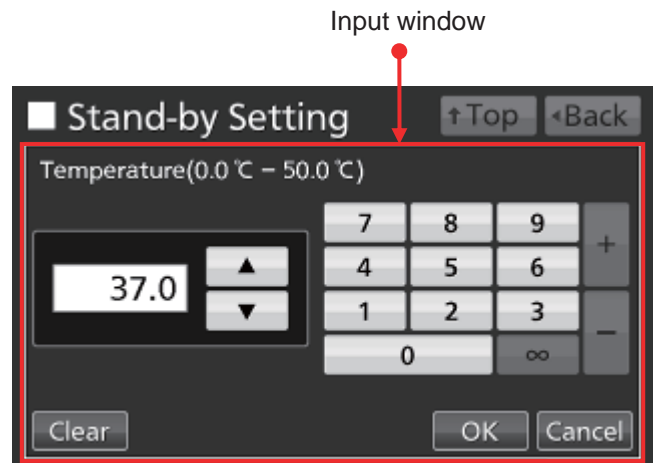 Input window
■ Stand-by Setting ↑Top ◂Back
Temperature(0.0 ℃ – 50.0 ℃)
7 8 9 +
37.0 ▲ 4 5 6
▼ 1 2 3 −
0 ∞
Clear OK Cancel